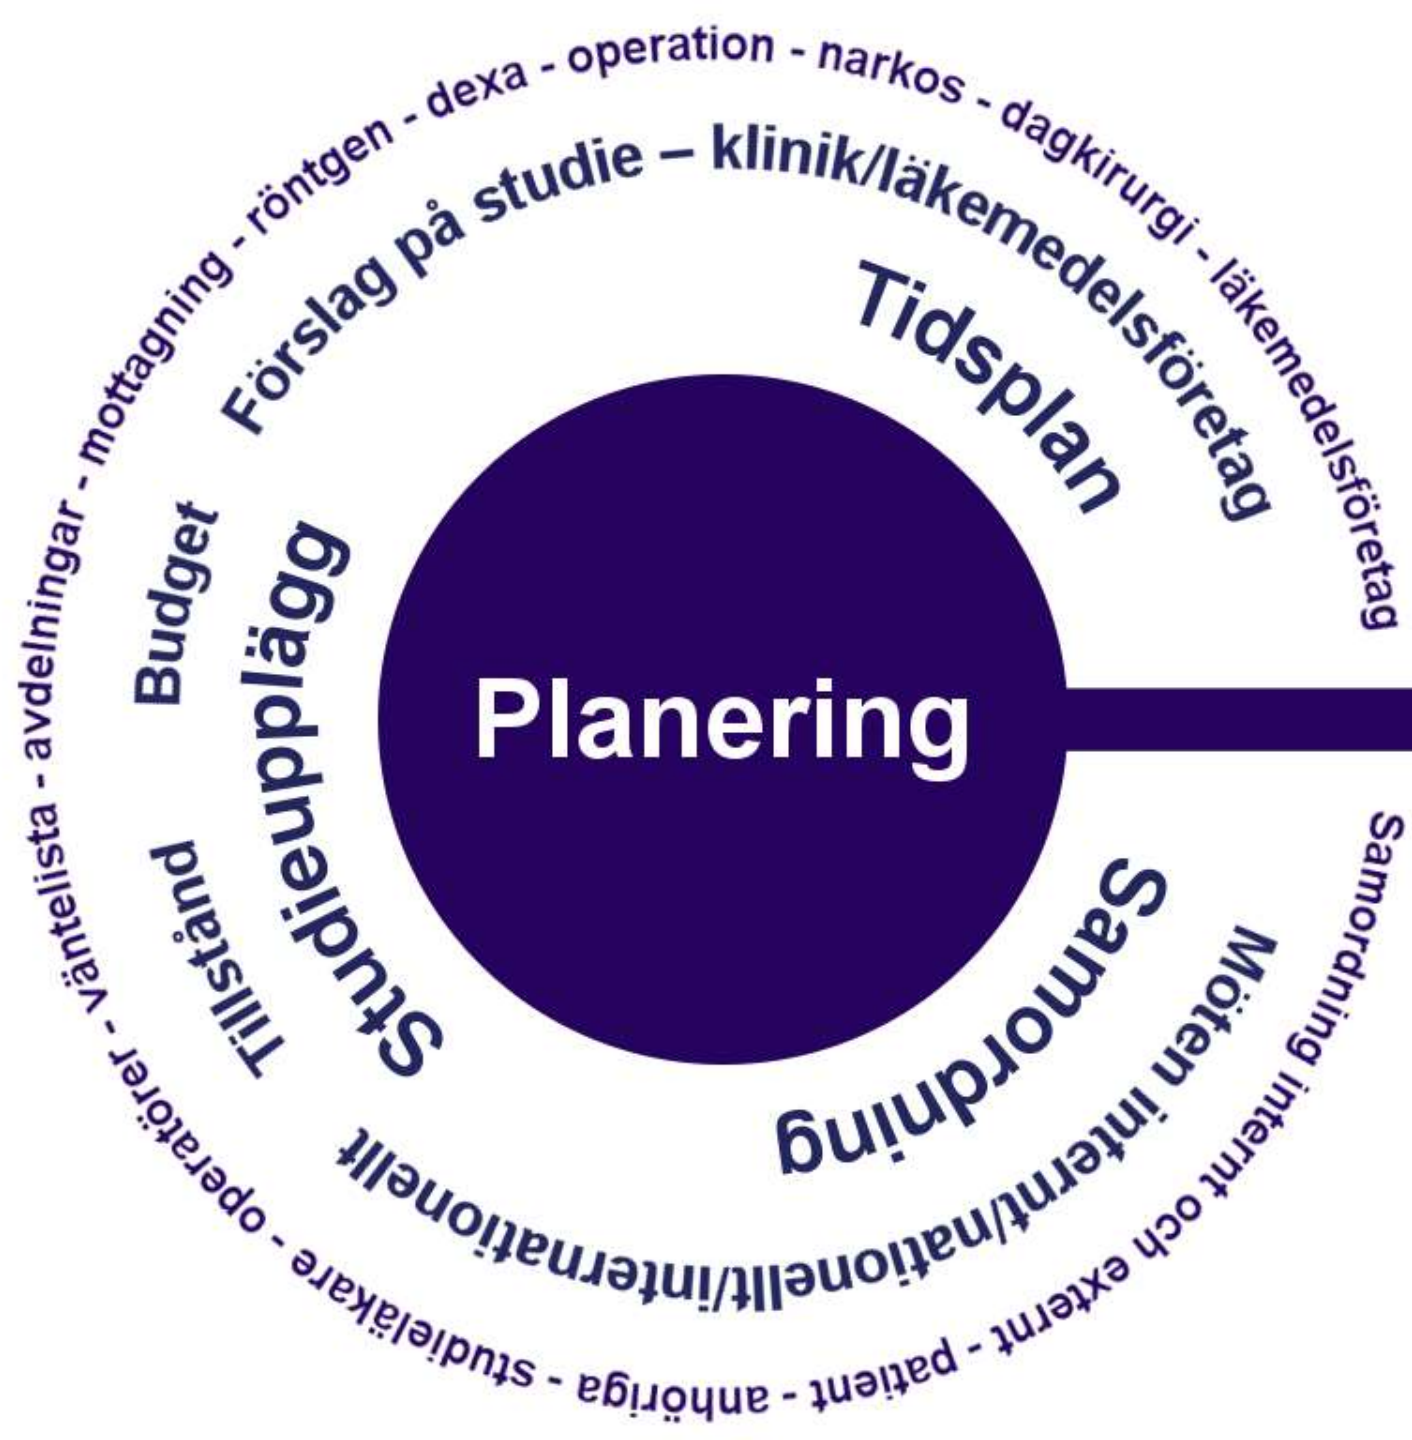 Planering
Tidsplan
Samordning
Studieupplägg
Förslag på studie – klinik/läkemedelsföretag
Möten internt/nationellt/internationellt
Tillstånd
Budget
Samordning internt och externt - patient - anhöriga - studieläkare - operatörer - väntelista - avdelningar - mottagning - röntgen - dexa - operation - narkos - dagkirurgi - läkemedelsföretag